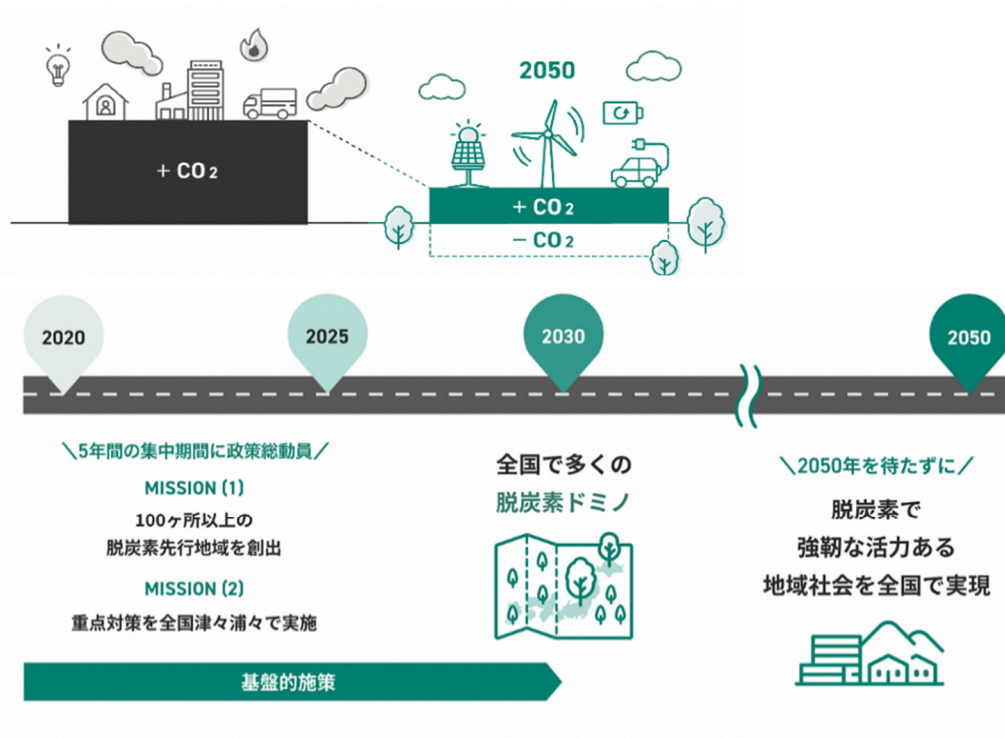 2050
+ CO2
+ CO2
− CO2
2020
2025
2030
2050
\5年間の集中期間に政策総動員/
MISSION (1)
100ヶ所以上の
脱炭素先行地域を創出
MISSION (2)
重点対策を全国津々浦々で実施
基盤的施策
全国で多くの
脱炭素ドミノ
\2050年を待たずに/
脱炭素で
強靭な活力ある
地域社会を全国で実現